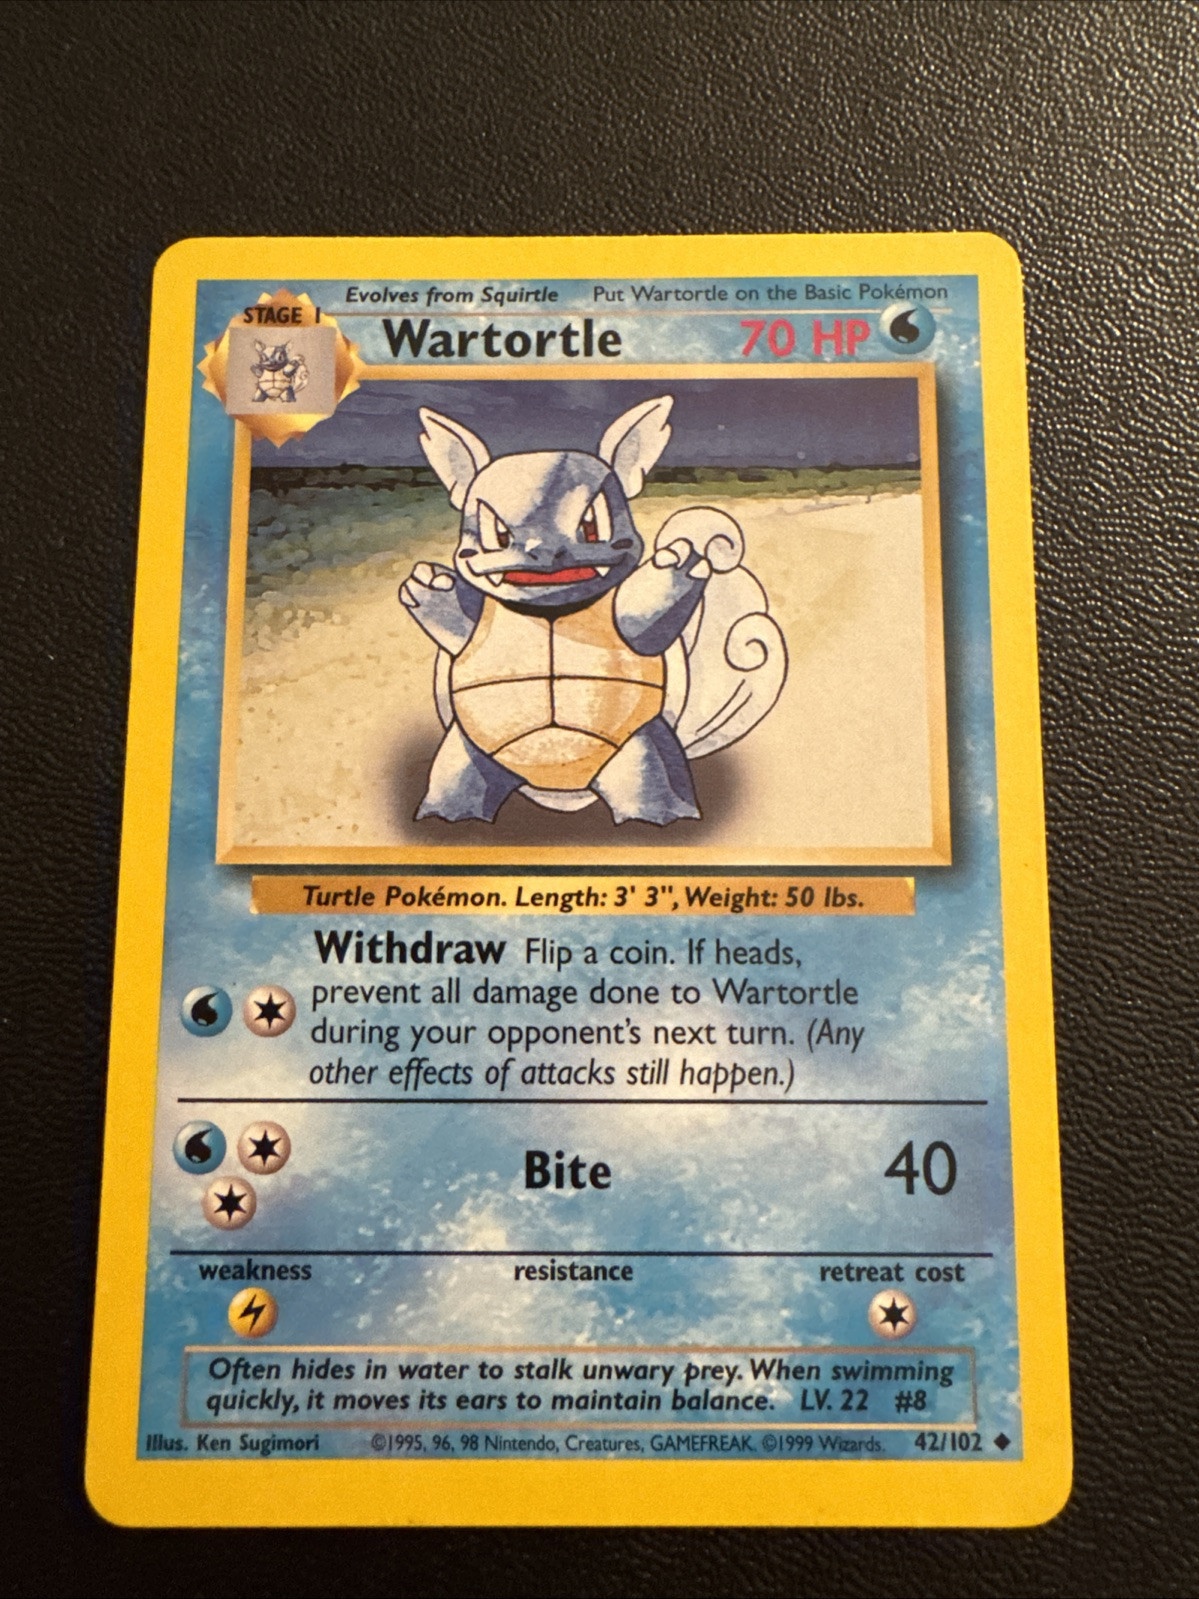 Evolves from Squirtle Put Wartortle on the Basic Pokémon
STAGE 1
Wartortle 70 HP
Turtle Pokémon. Length: 3' 3", Weight: 50 lbs.
Withdraw Flip a coin. If heads,
prevent all damage done to Wartortle
during your opponent's next turn. (Any
other effects of attacks still happen.)
Bite 40
weakness resistance retreat cost
Often hides in water to stalk unwary prey. When swimming
quickly, it moves its ears to maintain balance. LV. 22 #8
Illus. Ken Sugimori ©1995, 96, 98 Nintendo, Creatures, GAMEFREAK. ©1999 Wizards. 42/102 ◆